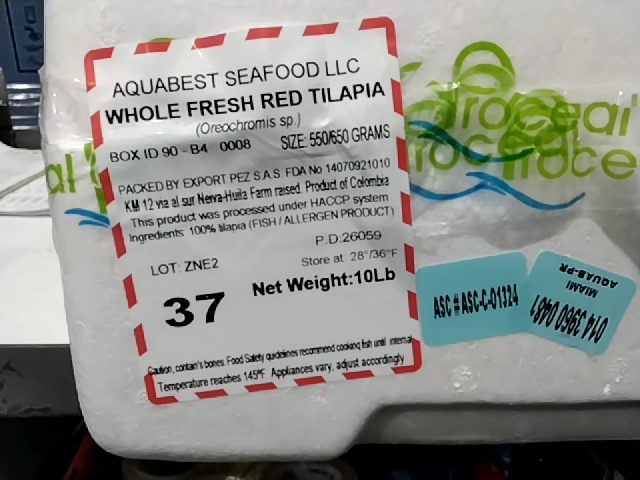 AQUABEST SEAFOOD LLC
WHOLE FRESH RED TILAPIA
(Oreochromis sp.)
BOX ID 90 - B4 0008 SIZE: 550/650 GRAMS
PACKED BY EXPORT PEZ S.A.S. FDA No 14070921010
KM 12 via al sur Neiva-Huila Farm raised. Product of Colombia
This product was processed under HACCP system
Ingredients: 100% tilapia (FISH / ALLERGEN PRODUCT)
P.D:26059
LOT: ZNE2 Store at: 28°/36°F
37 Net Weight:10Lb
Caution, contain's bones. Food Safety guidelines recommend cooking fish until internal
Temperature reaches 145°F. Appliances vary, adjust accordingly
ASC # ASC-C-01324
MIAMI
AQUAB-PR
014 3960 0481